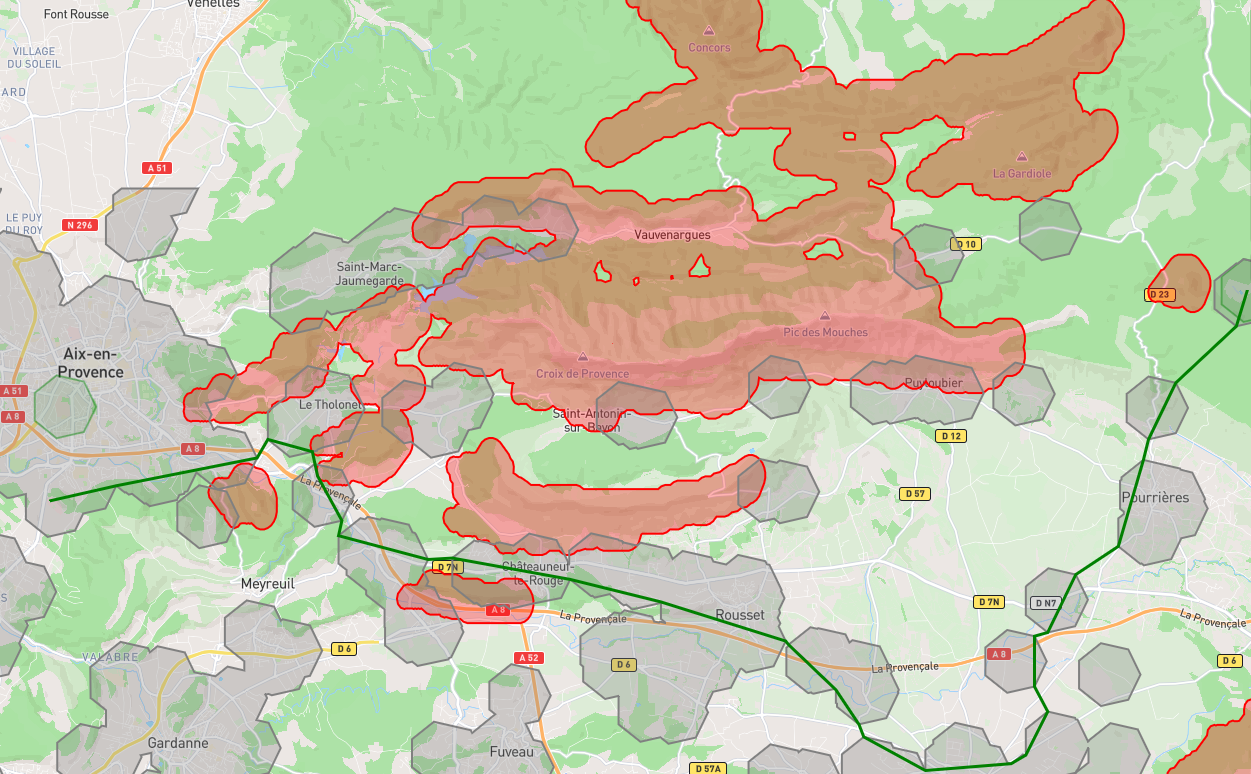 Venelles
Font Rousse
Concors
VILLAGE
DU SOLEIL
ARD
A 51
La Gardiole
LE PUY
DU ROY
N 296
Vauvenargues
D 10
Saint-Marc-
Jaumegarde
D 23
Pic des Mouches
Aix-en-
Provence
Croix de Provence
A 51
Puyloubier
Le Tholonet
A 8
Saint-Antonin-
sur-Bayon
D 12
A 8
La Provençale
D 57
Pourrières
D 7N
Châteauneuf-
le-Rouge
Meyreuil
S
D 7N
D N7
A 8
La Provençale
Rousset
La Provençale
D 6
VALABRE
A 52
D 6
La Provençale
A 8
D 6
Gardanne
Fuveau
D 57A